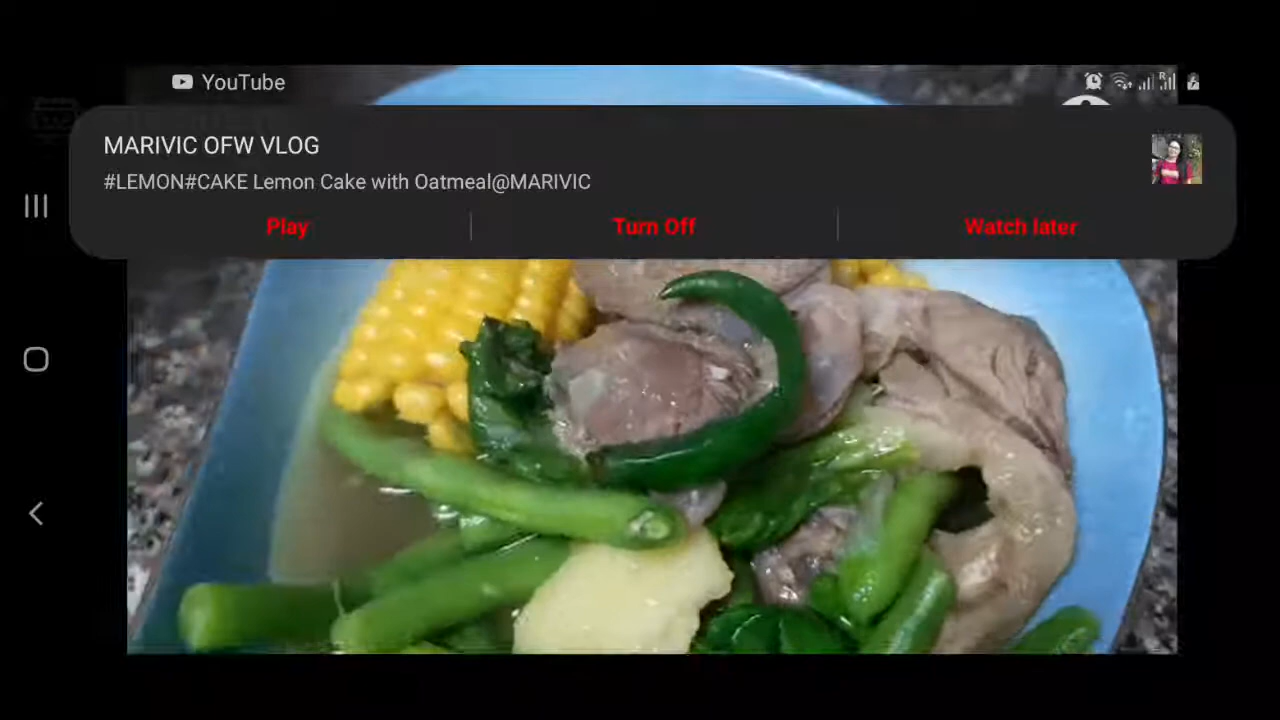 YouTube
MARIVIC OFW VLOG
#LEMON#CAKE Lemon Cake with Oatmeal@MARIVIC
Play
Turn Off
Watch later